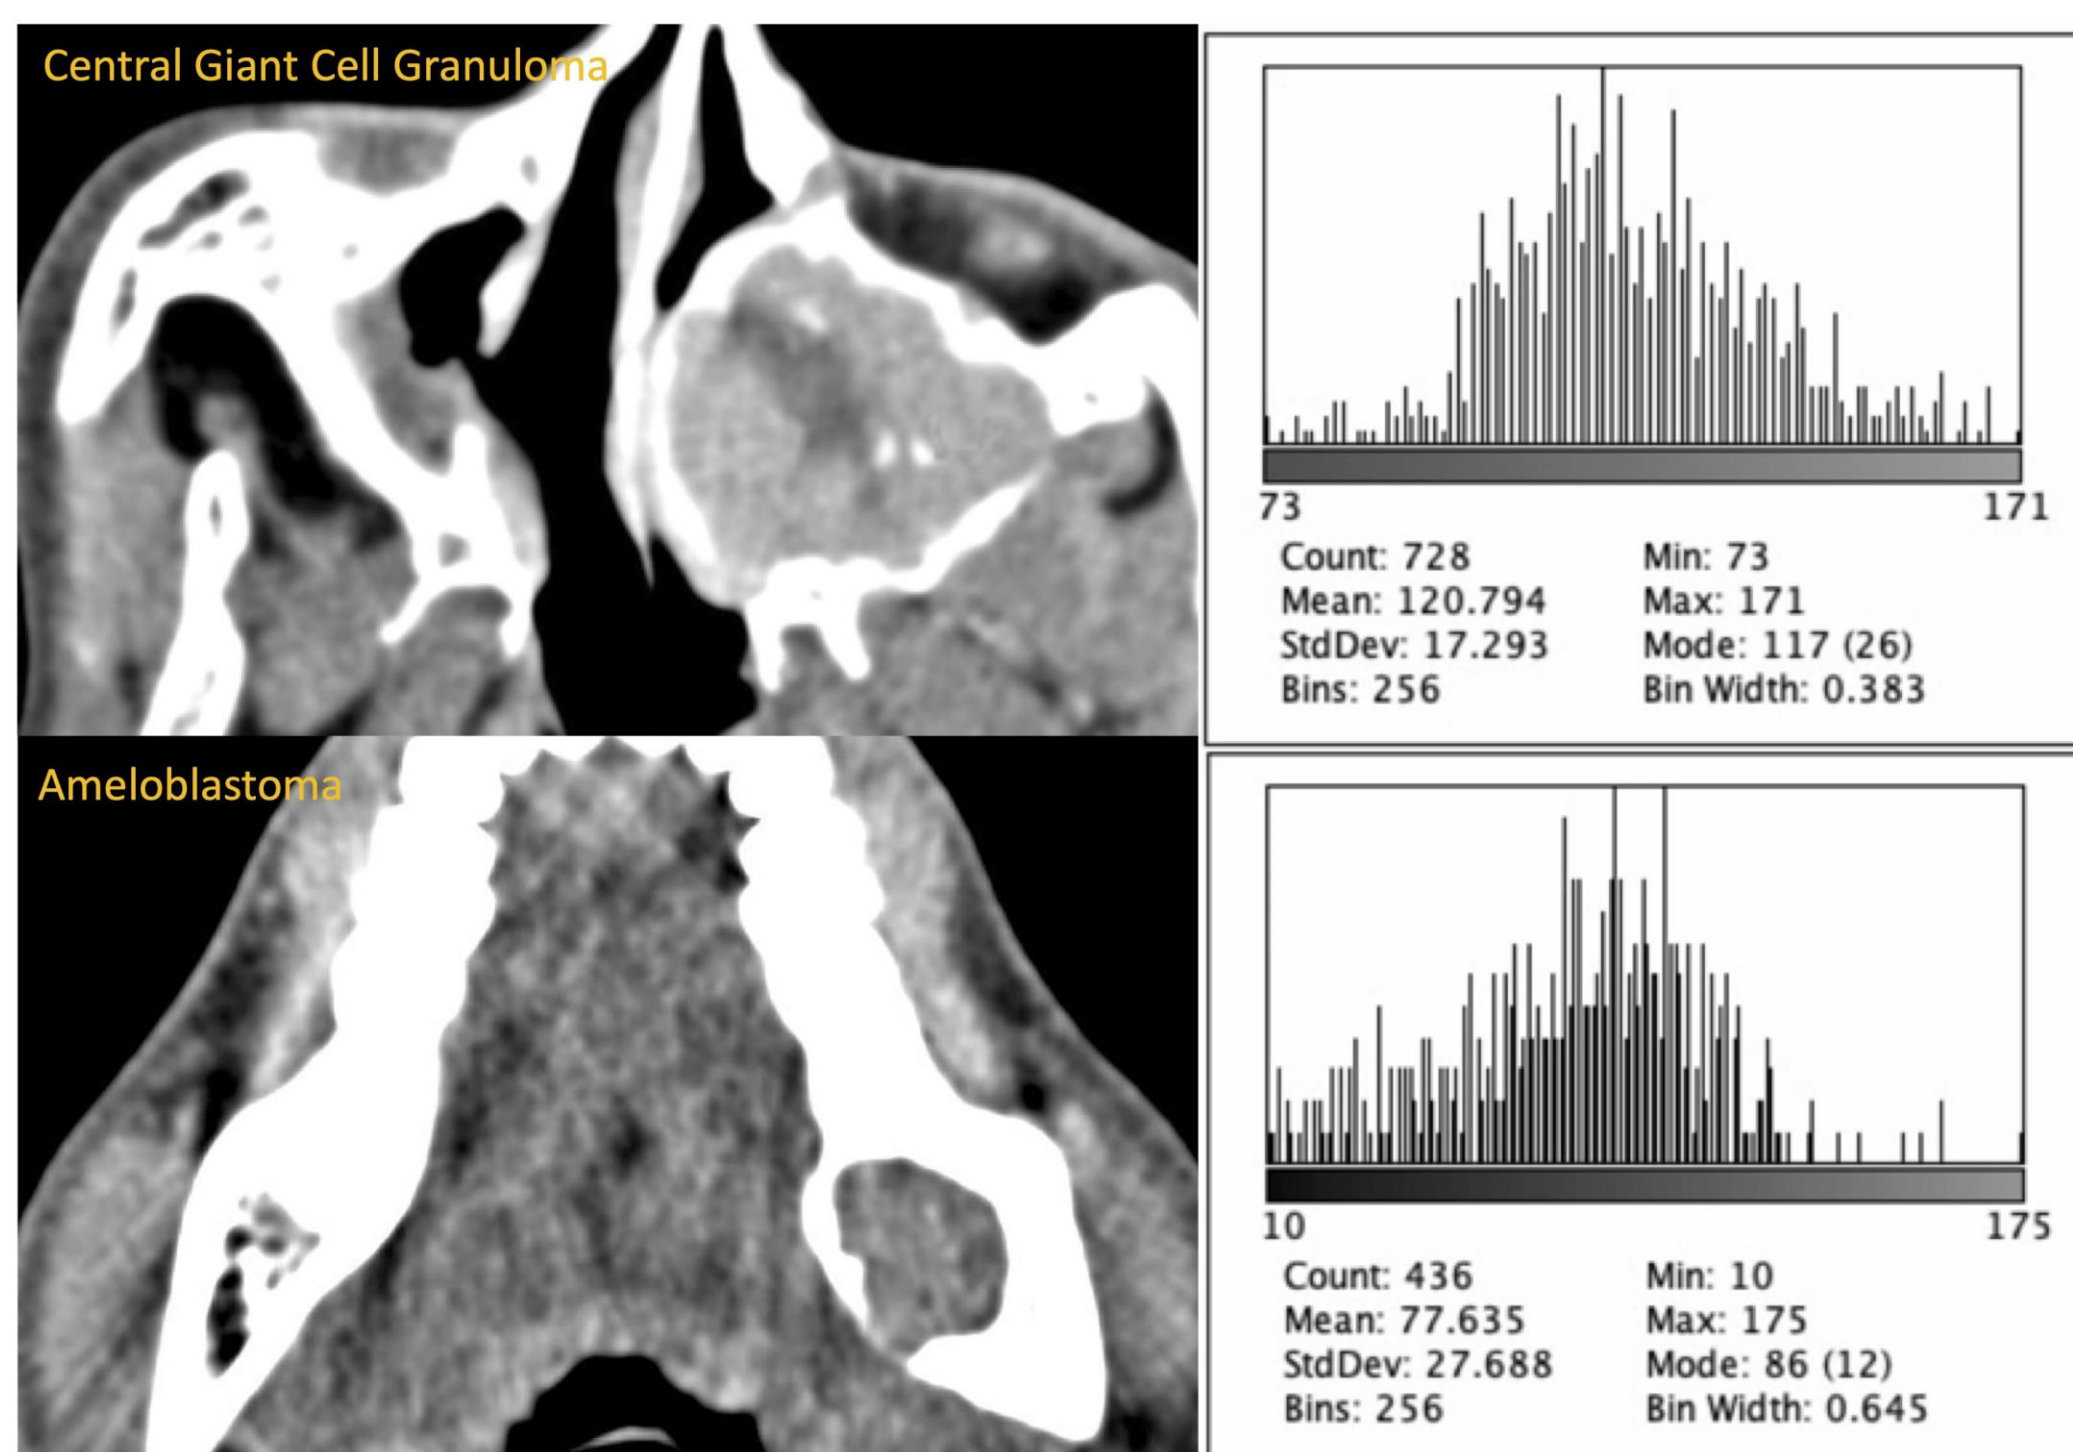 Central Giant Cell Granuloma
73 171
Count: 728 Min: 73
Mean: 120.794 Max: 171
StdDev: 17.293 Mode: 117 (26)
Bins: 256 Bin Width: 0.383
Ameloblastoma
10 175
Count: 436 Min: 10
Mean: 77.635 Max: 175
StdDev: 27.688 Mode: 86 (12)
Bins: 256 Bin Width: 0.645